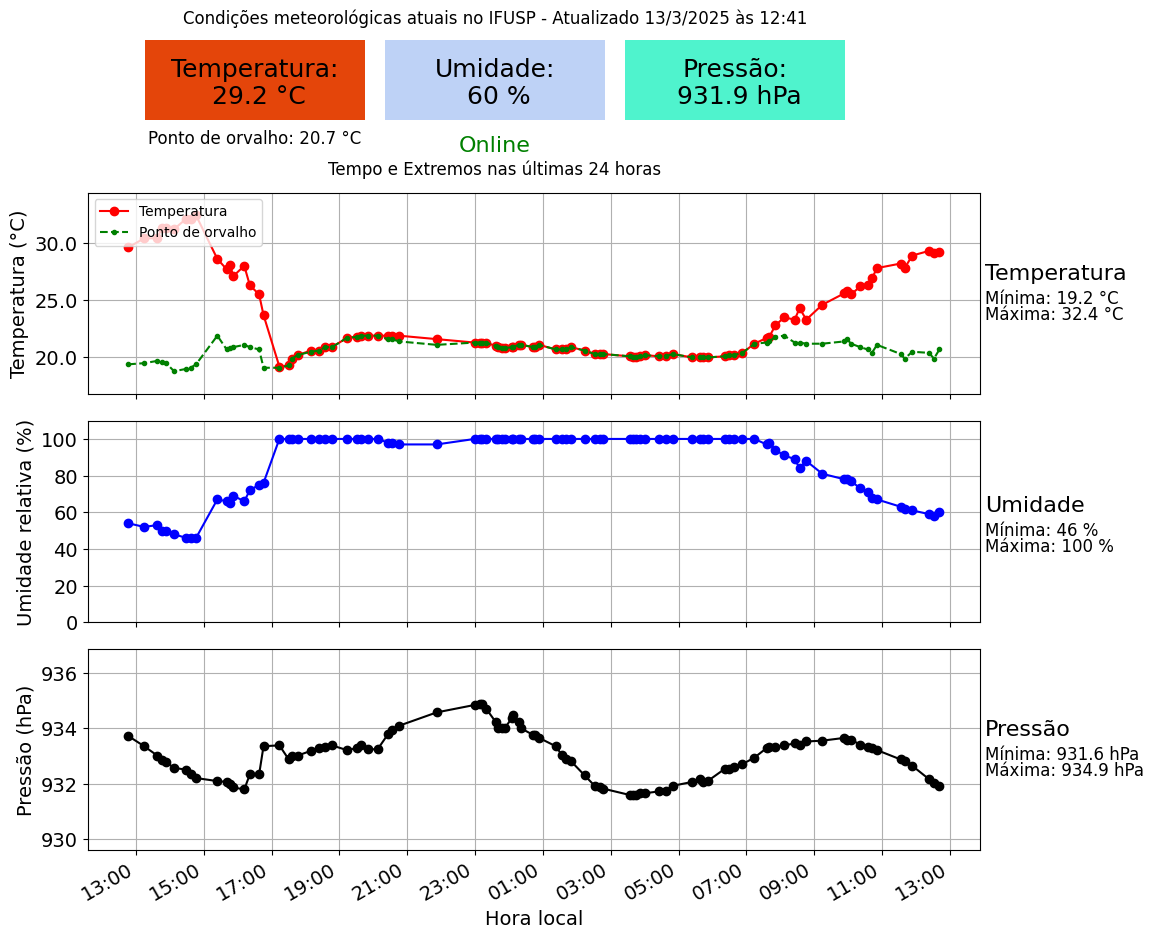 Condições meteorológicas atuais no IFUSP - Atualizado 13/3/2025 às 12:41
Temperatura:
29.2 °C
Umidade:
60 %
Pressão:
931.9 hPa
Ponto de orvalho: 20.7 °C
Online
Tempo e Extremos nas últimas 24 horas
Temperatura (°C)
30.0
25.0
20.0
Temperatura
Ponto de orvalho
Temperatura
Mínima: 19.2 °C
Máxima: 32.4 °C
Umidade relativa (%)
100
80
60
40
20
0
Umidade
Mínima: 46 %
Máxima: 100 %
Pressão (hPa)
936
934
932
930
Pressão
Mínima: 931.6 hPa
Máxima: 934.9 hPa
13:00 15:00 17:00 19:00 21:00 23:00 01:00 03:00 05:00 07:00 09:00 11:00 13:00
Hora local